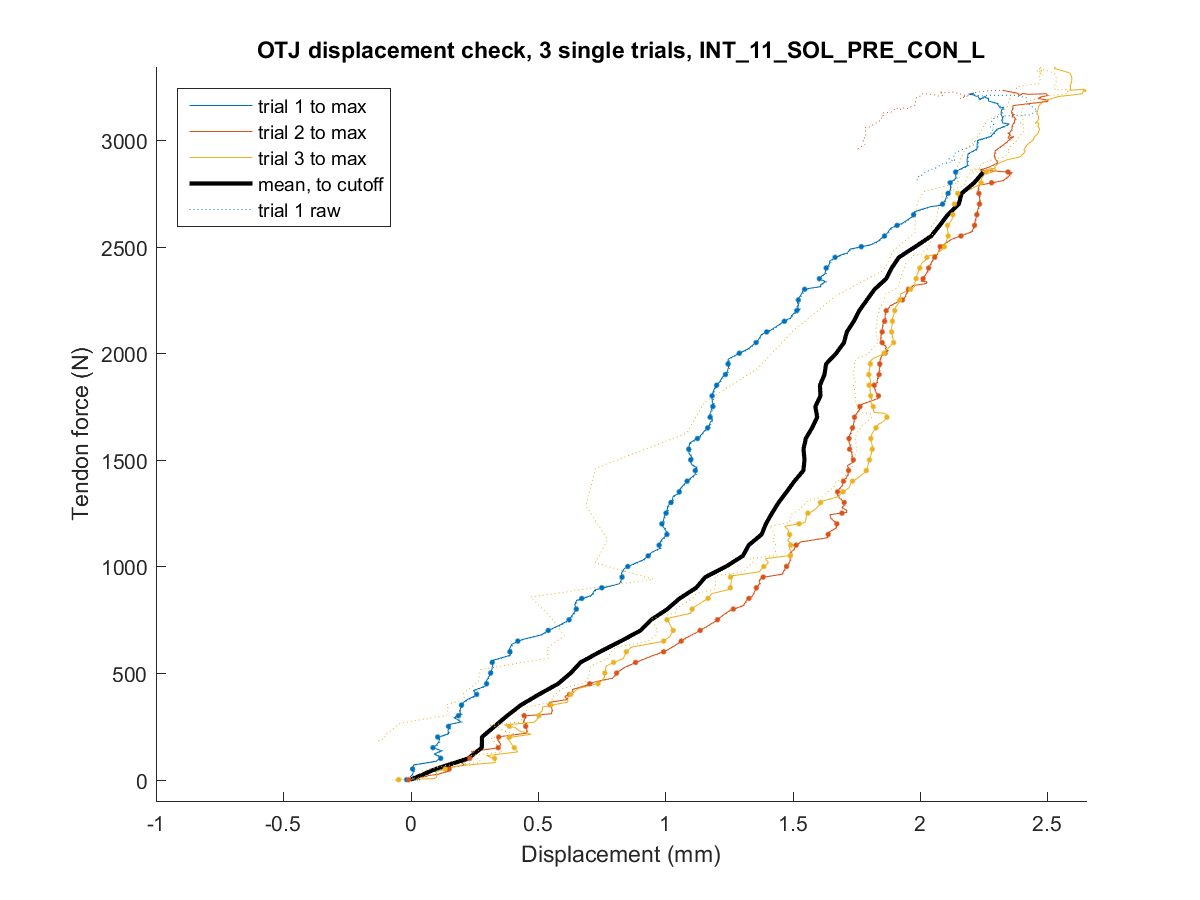 OTJ displacement check, 3 single trials, INT_11_SOL_PRE_CON_L
trial 1 to max
trial 2 to max
trial 3 to max
mean, to cutoff
trial 1 raw
3000
2500
2000
1500
1000
500
0
Tendon force (N)
-1
-0.5
0
0.5
1
1.5
2
2.5
Displacement (mm)